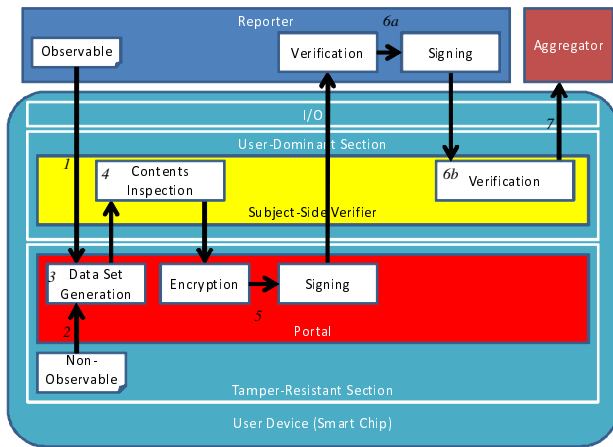 Reporter
6a
Observable
Verification
Signing
Aggregator
I/O
7
User-Dominant Section
1
4
Contents
Inspection
6b
Verification
Subject-Side Verifier
3
Data Set
Generation
Encryption
Signing
5
2
Portal
Non-
Observable
Tamper-Resistant Section
User Device (Smart Chip)